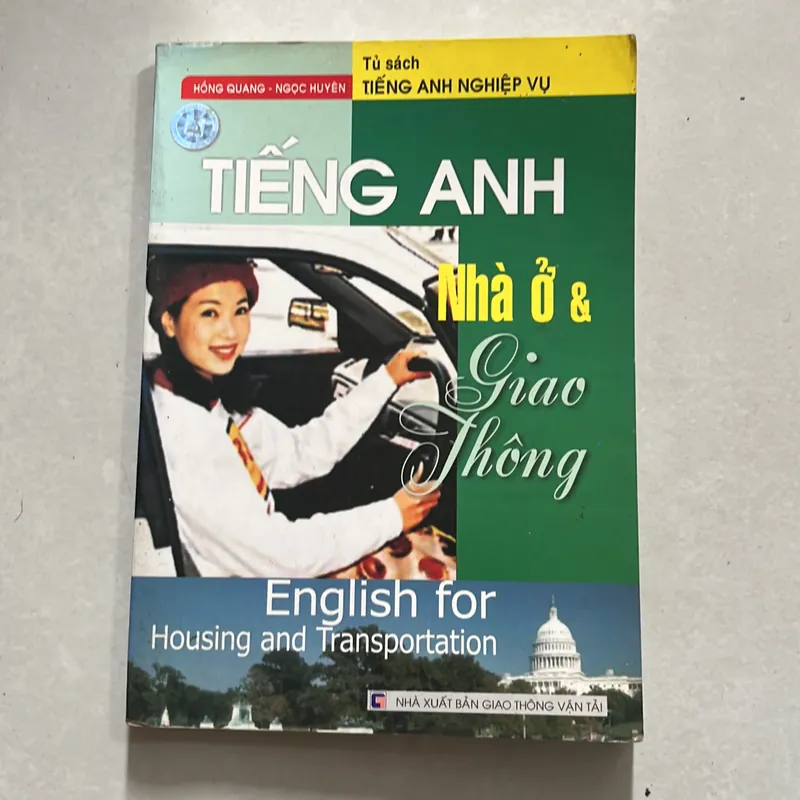 Tủ sách
HỒNG QUANG - NGỌC HUYÊN
TIẾNG ANH NGHIỆP VỤ
TIẾNG ANH
Nhà Ở &
Giao
Thông
English for
Housing and Transportation
NHÀ XUẤT BẢN GIAO THÔNG VẬN TẢI